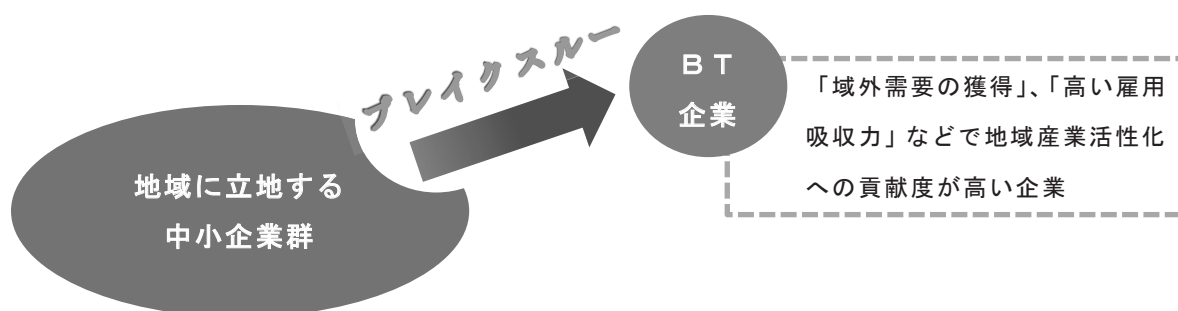 ブレイクスルー
ＢＴ
企業
「域外需要の獲得」、「高い雇用
吸収力」などで地域産業活性化
への貢献度が高い企業
地域に立地する
中小企業群